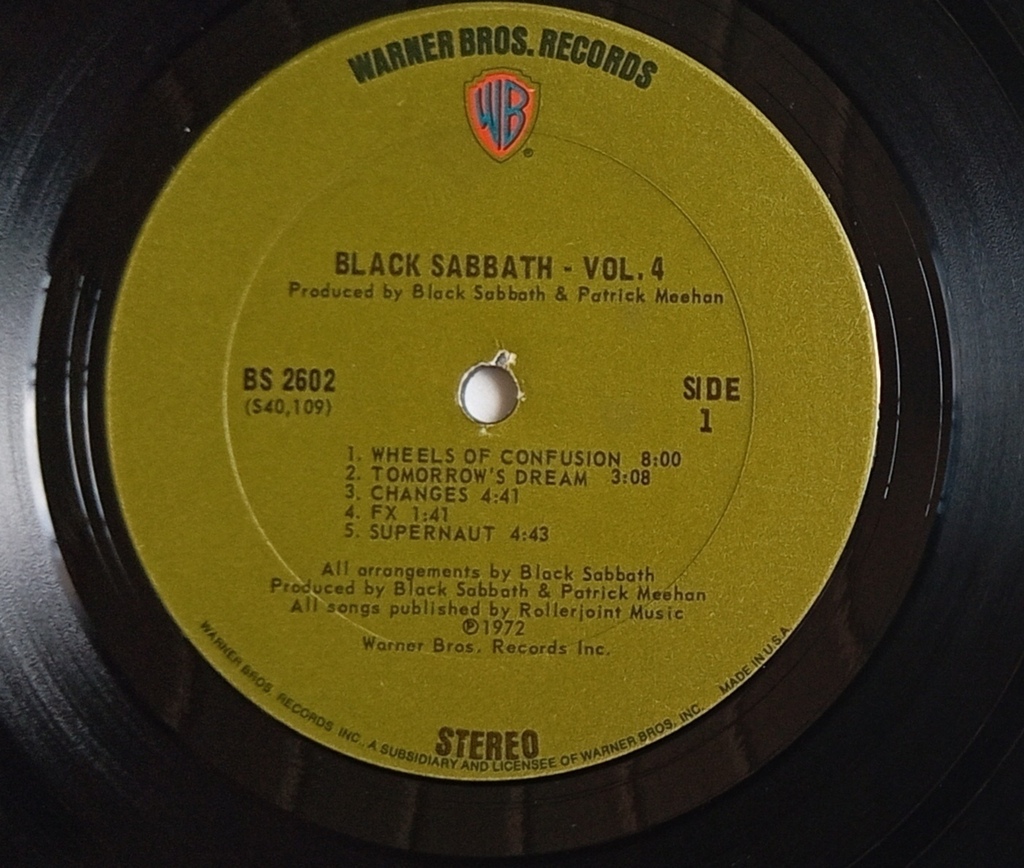 WARNER BROS. RECORDS
WB
®
BLACK SABBATH - VOL. 4
Produced by Black Sabbath & Patrick Meehan
BS 2602
(S40,109)
SIDE
1
1. WHEELS OF CONFUSION 8:00
2. TOMORROW'S DREAM 3:08
3. CHANGES 4:41
4. FX 1:41
5. SUPERNAUT 4:43
All arrangements by Black Sabbath
Produced by Black Sabbath & Patrick Meehan
All songs published by Rollerjoint Music
℗1972
Warner Bros. Records Inc.
STEREO
WARNER BROS. RECORDS INC., A SUBSIDIARY AND LICENSEE OF WARNER BROS. INC. MADE IN U.S.A.